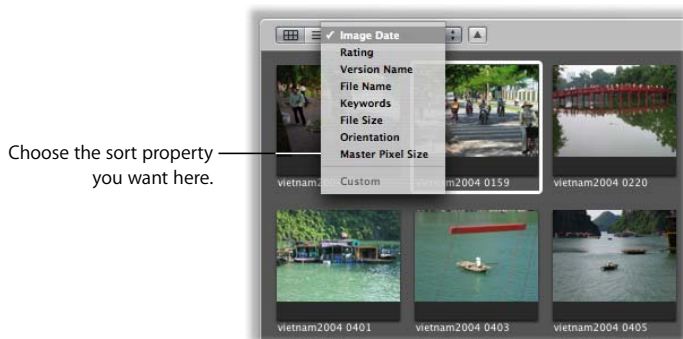 Image Date
Rating
Version Name
File Name
Keywords
File Size
Orientation
Master Pixel Size
Custom
Choose the sort property
you want here.
vietnam2004 0159
vietnam2004 0220
vietnam2004 0401
vietnam2004 0403
vietnam2004 0405